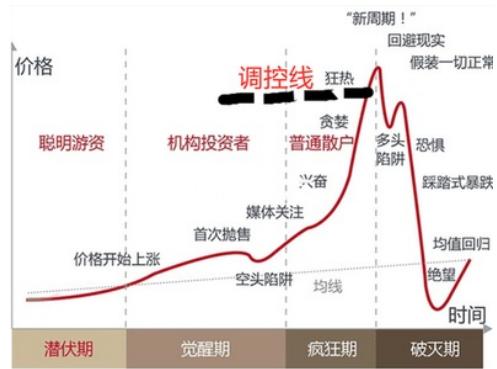 “新周期！”
回避现实
假装一切正常
价格
调控线
狂热
聪明游资
机构投资者
普通散户
贪婪
多头
陷阱
恐惧
兴奋
踩踏式暴跌
媒体关注
首次抛售
价格开始上涨
空头陷阱
均线
均值回归
绝望
时间
潜伏期
觉醒期
疯狂期
破灭期